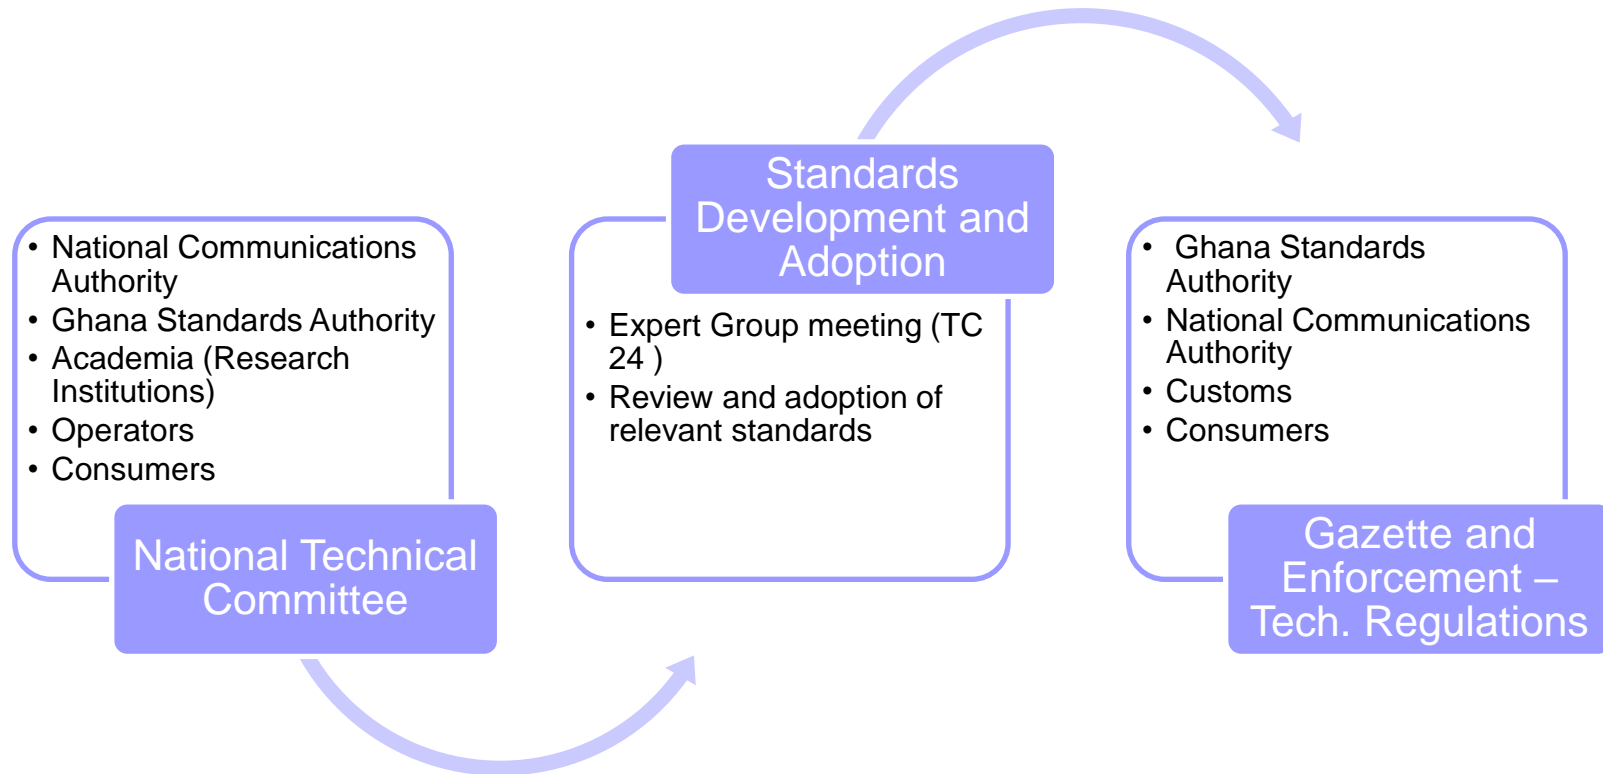 • National Communications
Authority
• Ghana Standards Authority
• Academia (Research
Institutions)
• Operators
• Consumers
National Technical
Committee
Standards
Development and
Adoption
• Expert Group meeting (TC
24 )
• Review and adoption of
relevant standards
• Ghana Standards
Authority
• National Communications
Authority
• Customs
• Consumers
Gazette and
Enforcement –
Tech. Regulations